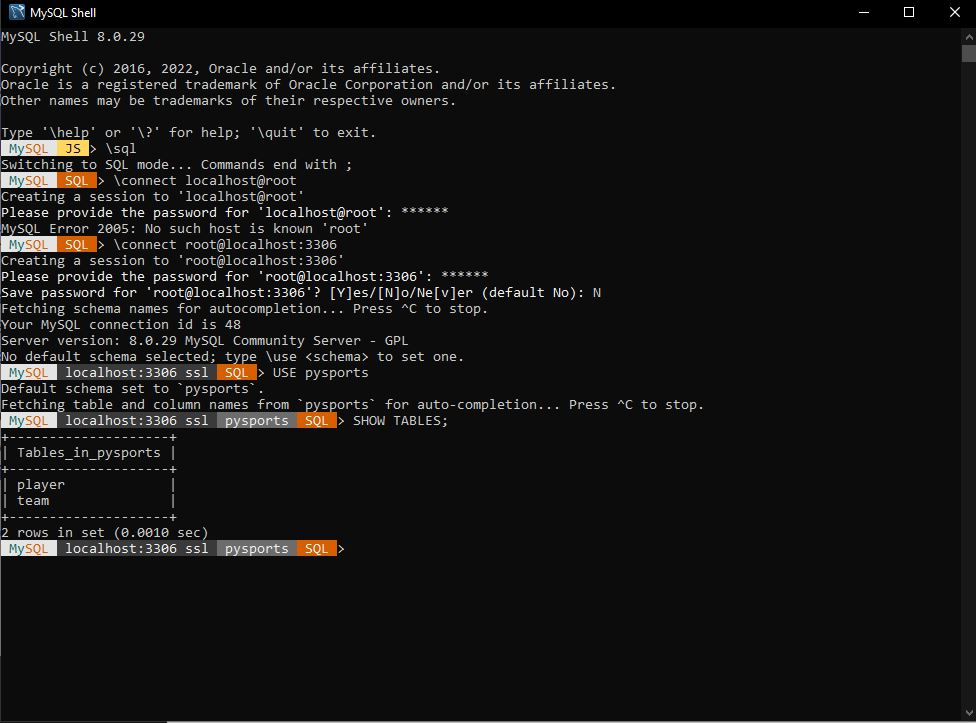 MySQL Shell
MySQL Shell 8.0.29
Copyright (c) 2016, 2022, Oracle and/or its affiliates.
Oracle is a registered trademark of Oracle Corporation and/or its affiliates.
Other names may be trademarks of their respective owners.
Type '\help' or '\?' for help; '\quit' to exit.
MySQL JS > \sql
Switching to SQL mode... Commands end with ;
MySQL SQL > \connect localhost@root
Creating a session to 'localhost@root'
Please provide the password for 'localhost@root': ******
MySQL Error 2005: No such host is known 'root'
MySQL SQL > \connect root@localhost:3306
Creating a session to 'root@localhost:3306'
Please provide the password for 'root@localhost:3306': ******
Save password for 'root@localhost:3306'? [Y]es/[N]o/Ne[v]er (default No): N
Fetching schema names for autocompletion... Press ^C to stop.
Your MySQL connection id is 48
Server version: 8.0.29 MySQL Community Server - GPL
No default schema selected; type \use <schema> to set one.
MySQL localhost:3306 ssl SQL > USE pysports
Default schema set to `pysports`.
Fetching table and column names from `pysports` for auto-completion... Press ^C to stop.
MySQL localhost:3306 ssl pysports SQL > SHOW TABLES;
+--------------------+
| Tables_in_pysports |
+--------------------+
| player             |
| team               |
+--------------------+
2 rows in set (0.0010 sec)
MySQL localhost:3306 ssl pysports SQL >